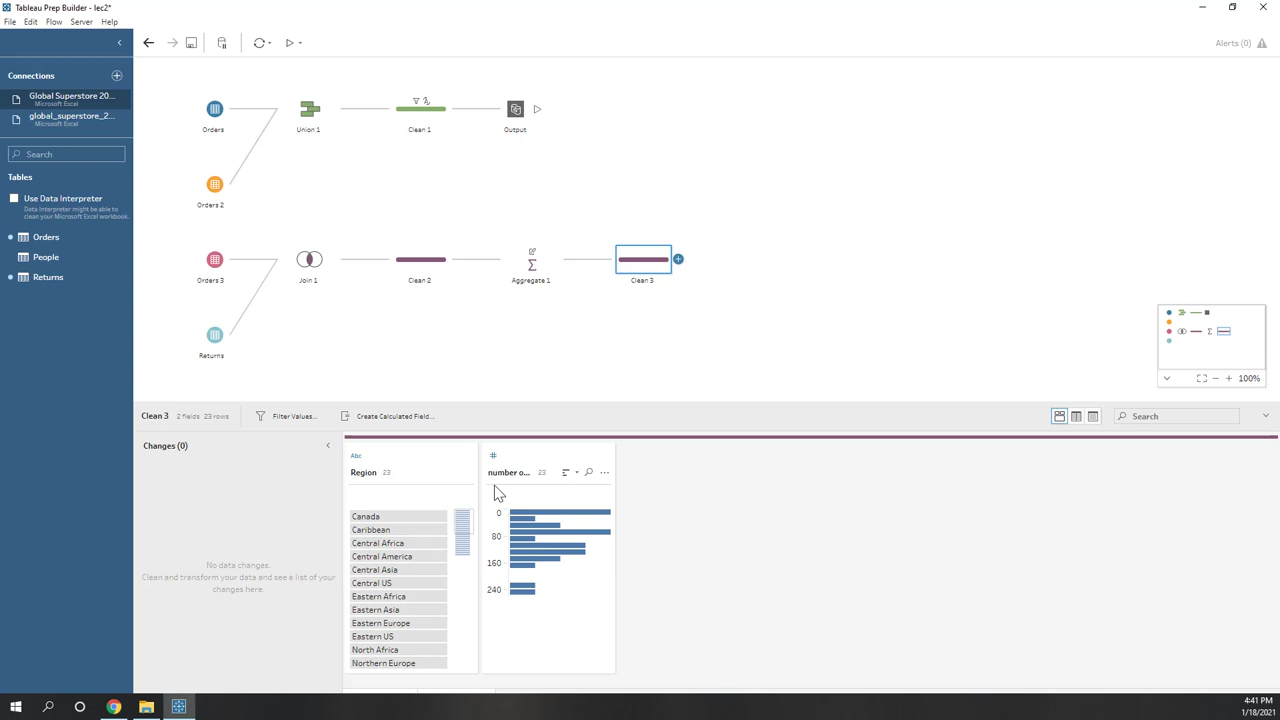 Tableau Prep Builder - lec2*
File Edit Flow Server Help
Alerts (0)
Connections
Global Superstore 20...
Microsoft Excel
global_superstore_2...
Microsoft Excel
Search
Tables
Use Data Interpreter
Data Interpreter might be able to
clean your Microsoft Excel workbook.
Orders
People
Returns
Orders
Union 1
Clean 1
Output
Orders 2
Orders 3
Join 1
Clean 2
Aggregate 1
Clean 3
Returns
100%
Clean 3 2 fields 23 rows Filter Values... Create Calculated Field... Search
Changes (0)
No data changes.
Clean and transform your data and see a list of your
changes here.
Abc
Region 23
Canada
Caribbean
Central Africa
Central America
Central Asia
Central US
Eastern Africa
Eastern Asia
Eastern Europe
Eastern US
North Africa
Northern Europe
#
number o... 23
0
80
160
240
4:41 PM
1/18/2021